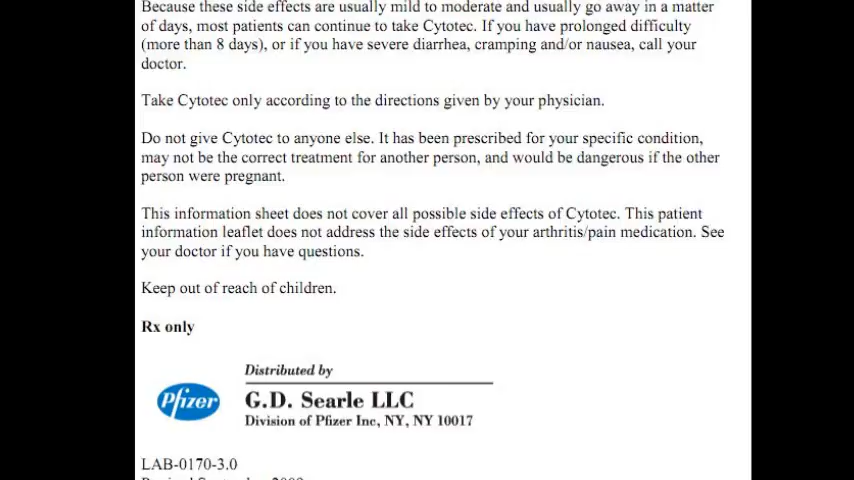 Because these side effects are usually mild to moderate and usually go away in a matter
of days, most patients can continue to take Cytotec. If you have prolonged difficulty
(more than 8 days), or if you have severe diarrhea, cramping and/or nausea, call your
doctor.
Take Cytotec only according to the directions given by your physician.
Do not give Cytotec to anyone else. It has been prescribed for your specific condition,
may not be the correct treatment for another person, and would be dangerous if the other
person were pregnant.
This information sheet does not cover all possible side effects of Cytotec. This patient
information leaflet does not address the side effects of your arthritis/pain medication. See
your doctor if you have questions.
Keep out of reach of children.
Rx only
Distributed by
Pfizer
G.D. Searle LLC
Division of Pfizer Inc, NY, NY 10017
LAB-0170-3.0